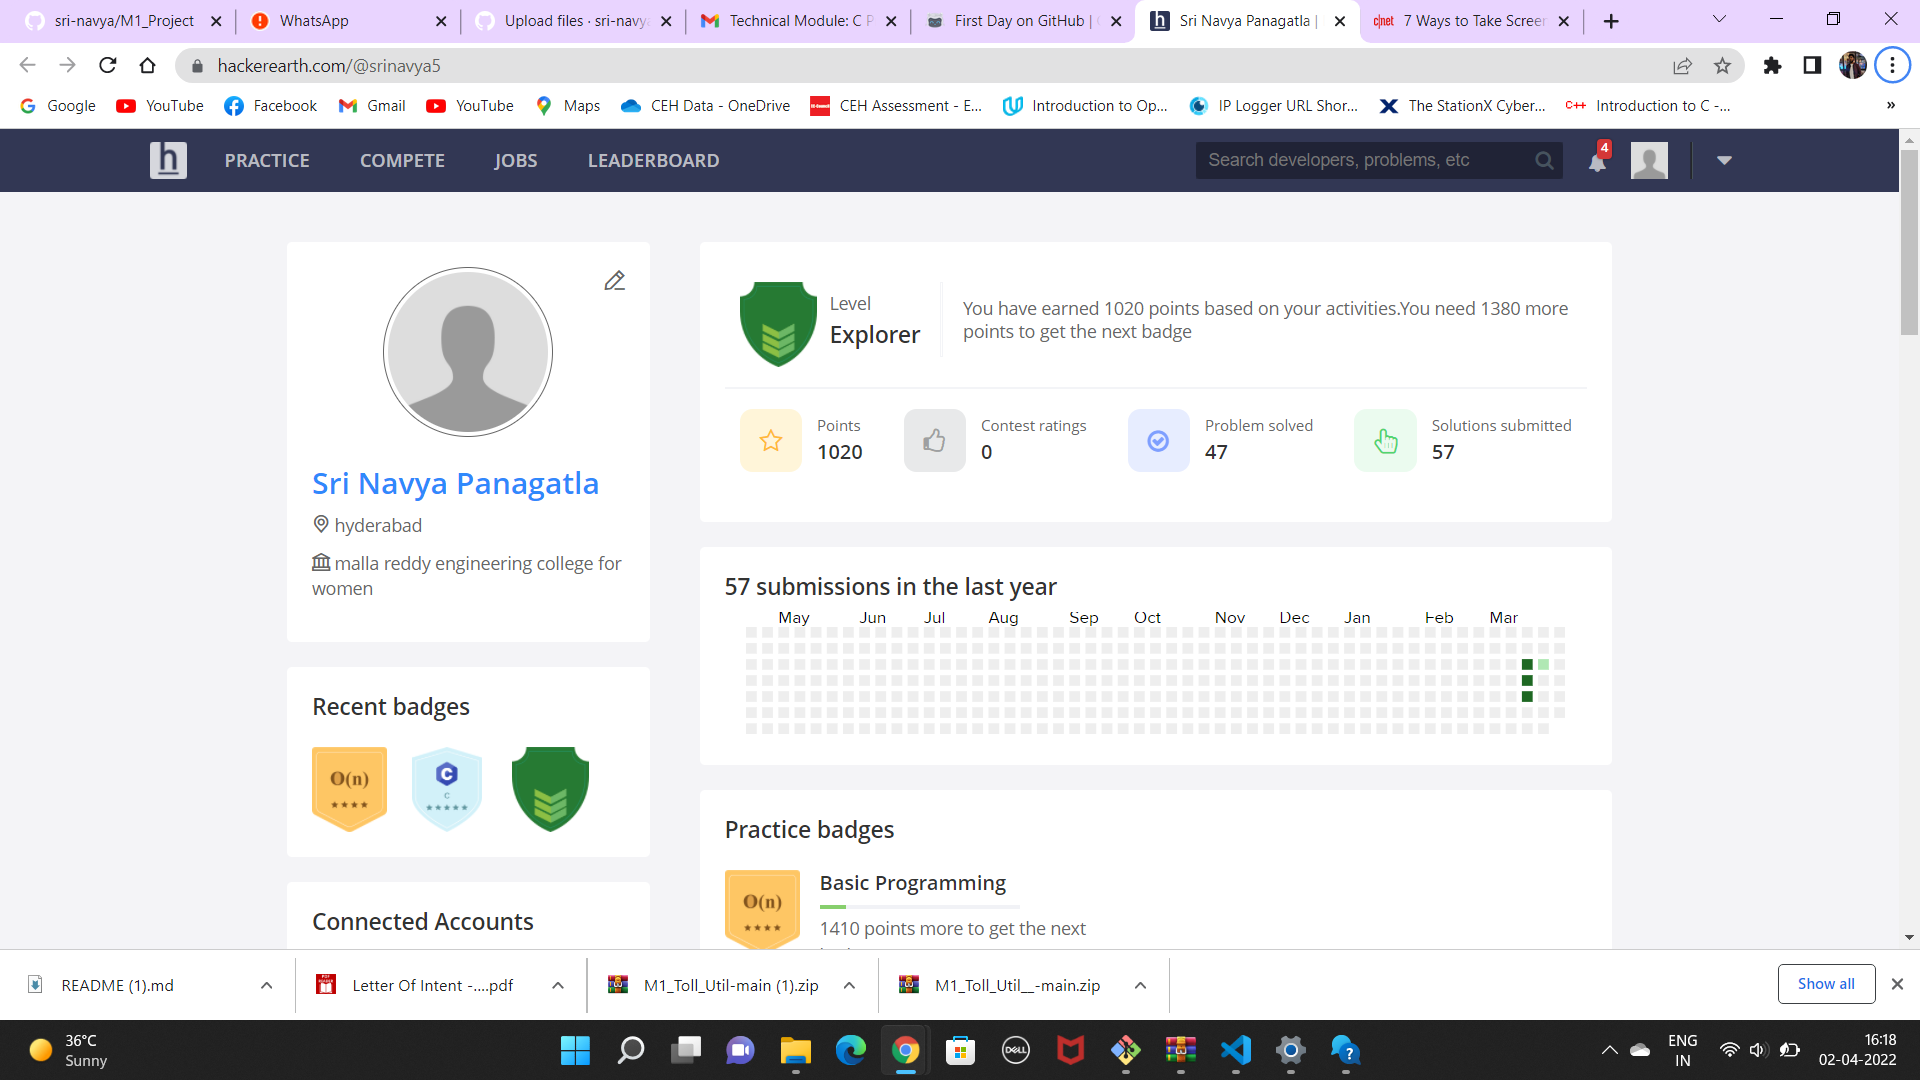 sri-navya/M1_Project
WhatsApp
Upload files · sri-navya
Technical Module: C P
First Day on GitHub |
Sri Navya Panagatla |
c|net 7 Ways to Take Screen
hackerearth.com/@srinavya5
Google
YouTube
Facebook
Gmail
YouTube
Maps
CEH Data - OneDrive
CEH Assessment - E...
Introduction to Op...
IP Logger URL Shor...
The StationX Cyber...
C++ Introduction to C -...
»
h
PRACTICE
COMPETE
JOBS
LEADERBOARD
Search developers, problems, etc
4
Sri Navya Panagatla
hyderabad
malla reddy engineering college for
women
Level
Explorer
You have earned 1020 points based on your activities.You need 1380 more
points to get the next badge
Points
1020
Contest ratings
0
Problem solved
47
Solutions submitted
57
57 submissions in the last year
May Jun Jul Aug Sep Oct Nov Dec Jan Feb Mar
Recent badges
O(n)
C
C
Practice badges
O(n)
Basic Programming
1410 points more to get the next
Connected Accounts
README (1).md
Letter Of Intent -....pdf
M1_Toll_Util-main (1).zip
M1_Toll_Util__-main.zip
Show all
36°C
Sunny
DELL
ENG
IN
16:18
02-04-2022